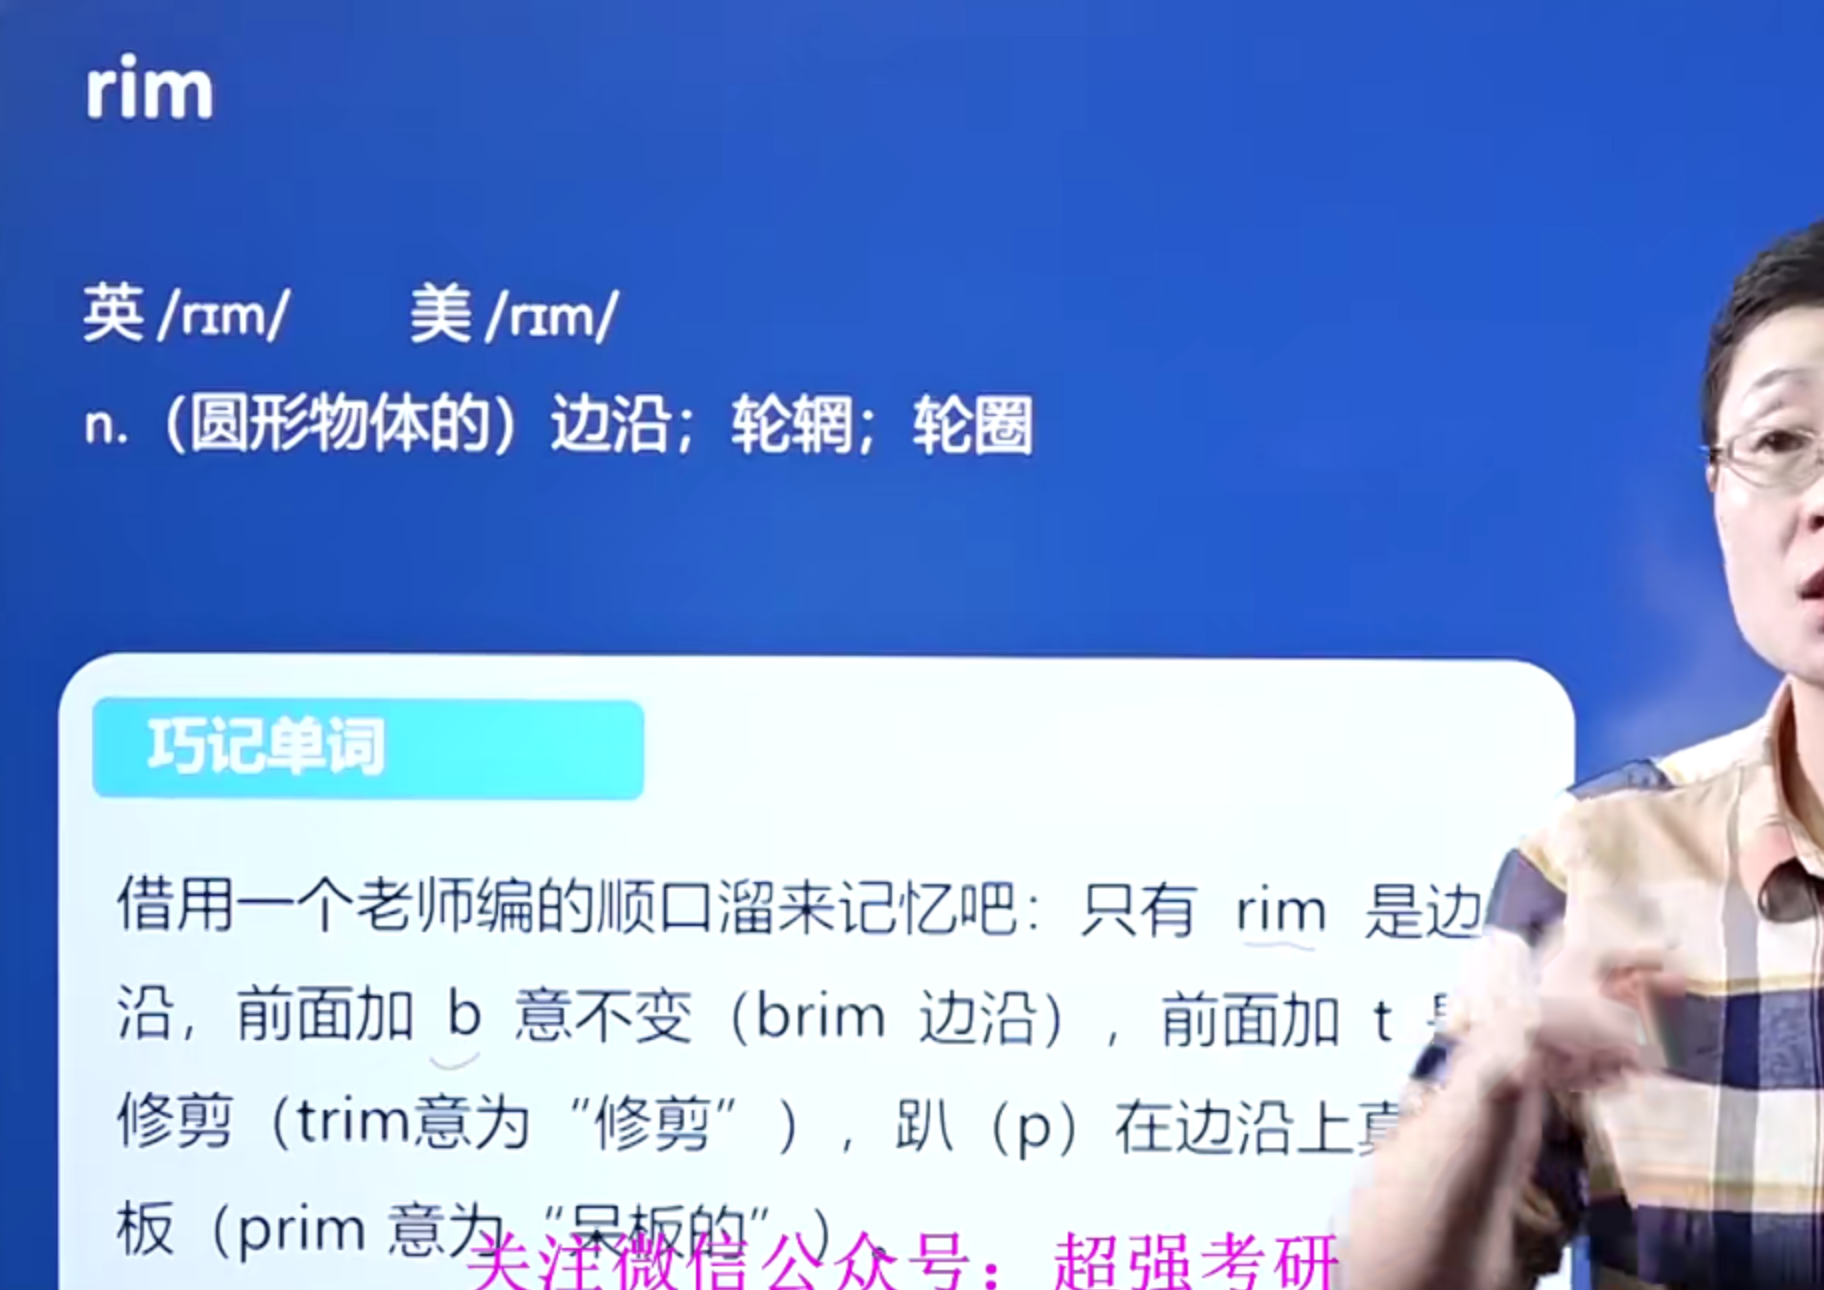 rim
英 /rɪm/ 美 /rɪm/
n.（圆形物体的）边沿；轮辋；轮圈
巧记单词
借用一个老师编的顺口溜来记忆吧：只有 rim 是边
沿，前面加 b 意不变（brim 边沿），前面加 t
修剪（trim意为“修剪”），趴（p）在边沿上
板（prim 意为“呆板的”）。
关注微信公众号：超强考研